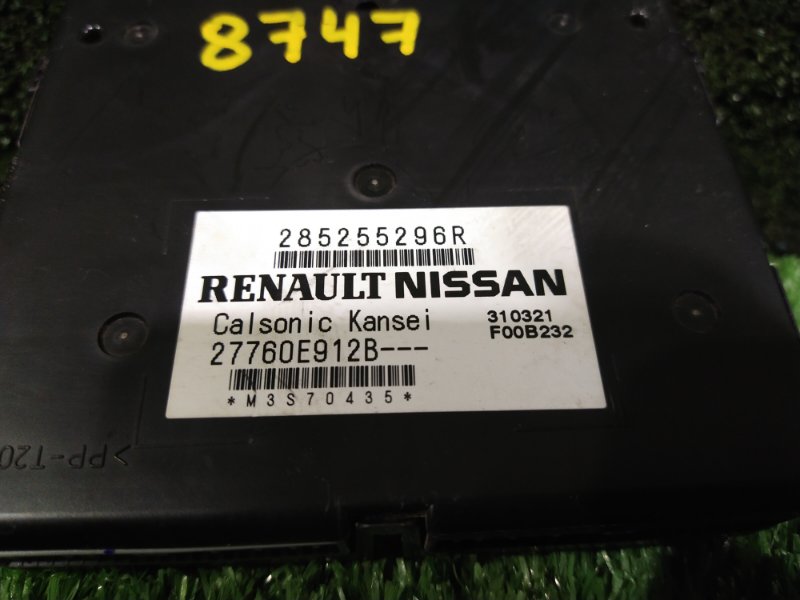 8747
285255296R
RENAULT NISSAN
Calsonic Kansei 310321
F00B232
27760E912B---
*M3S70435*
>PP-T20